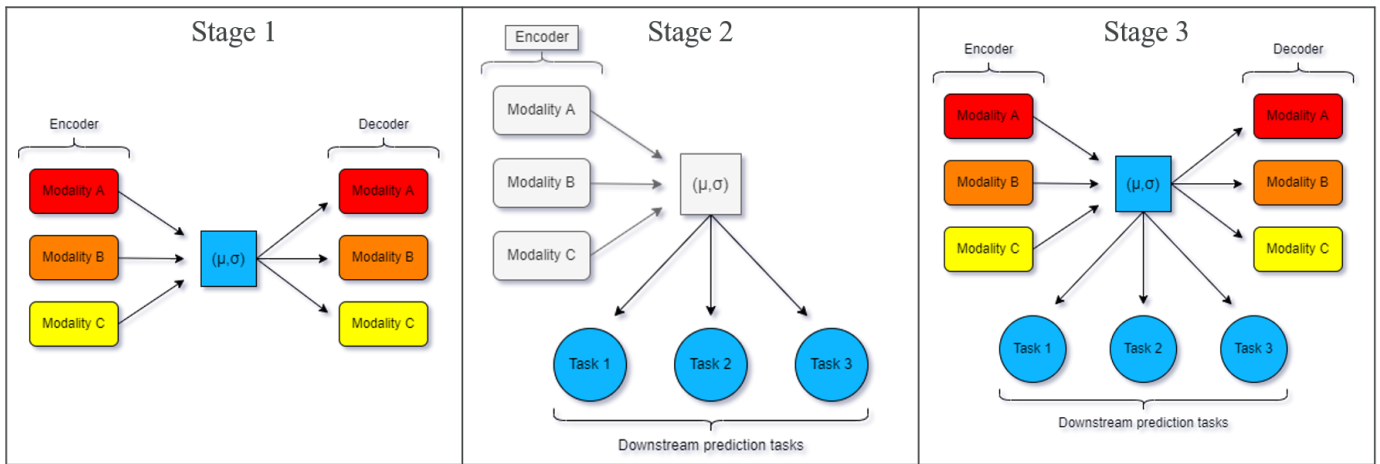 Stage 1
Encoder
Decoder
Modality A
Modality A
Modality B
(μ,σ)
Modality B
Modality C
Modality C
Stage 2
Encoder
Modality A
Modality B
(μ,σ)
Modality C
Task 1
Task 2
Task 3
Downstream prediction tasks
Stage 3
Encoder
Decoder
Modality A
Modality A
Modality B
(μ,σ)
Modality B
Modality C
Modality C
Task 1
Task 2
Task 3
Downstream prediction tasks